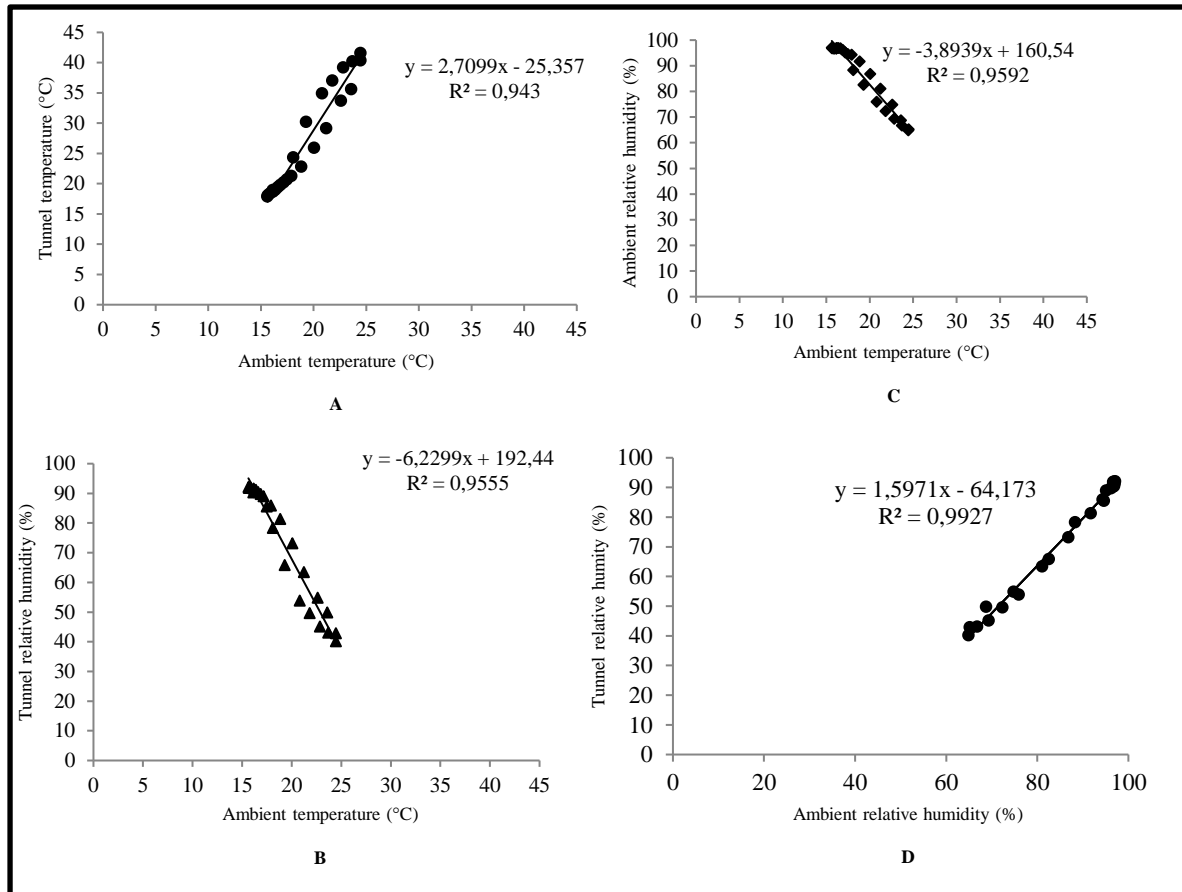 45
40
35
30
25
20
15
10
5
0
Tunnel temperature (°C)
y = 2,7099x - 25,357
R² = 0,943
0 5 10 15 20 25 30 35 40 45
Ambient temperature (°C)
A
100
90
80
70
60
50
40
30
20
10
0
Ambient relative humidity (%)
y = -3,8939x + 160,54
R² = 0,9592
0 5 10 15 20 25 30 35 40 45
Ambient temperature (°C)
C
100
90
80
70
60
50
40
30
20
10
0
Tunnel relative humidity (%)
y = -6,2299x + 192,44
R² = 0,9555
0 5 10 15 20 25 30 35 40 45
Ambient temperature (°C)
B
100
90
80
70
60
50
40
30
20
10
0
Tunnel relative humity (%)
y = 1,5971x - 64,173
R² = 0,9927
0 20 40 60 80 100
Ambient relative humidity (%)
D